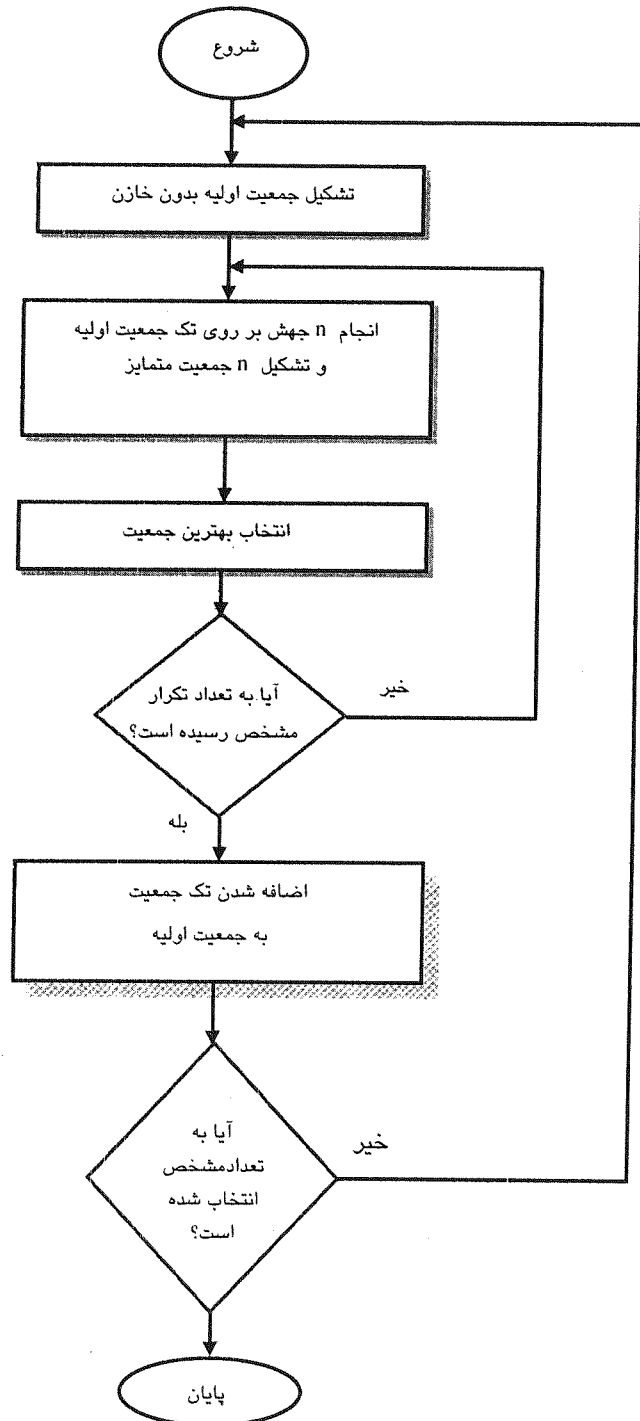 شروع
تشکیل جمعیت اولیه بدون خازن
انجام n جهش بر روی تک جمعیت اولیه
و تشکیل n جمعیت متمایز
انتخاب بهترین جمعیت
آیا به تعداد تکرار
مشخص رسیده است؟
خیر
بله
اضافه شدن تک جمعیت
به جمعیت اولیه
آیا به
تعدادمشخص
انتخاب شده
است؟
خیر
پایان